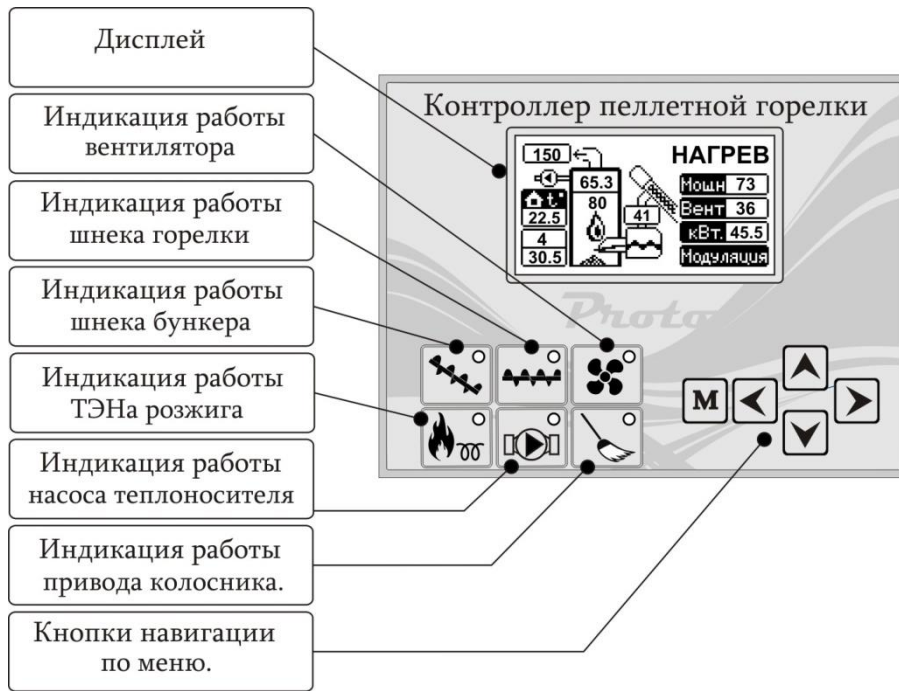 Дисплей
Индикация работы
вентилятора
Индикация работы
шнека горелки
Индикация работы
шнека бункера
Индикация работы
ТЭНа розжига
Индикация работы
насоса теплоносителя
Индикация работы
привода колосника.
Кнопки навигации
по меню.
Контроллер пеллетной горелки
150
65.3
80
t
22.5
4
30.5
41
НАГРЕВ
Мощн 73
Вент 36
кВт. 45.5
Модуляция
Proto
М